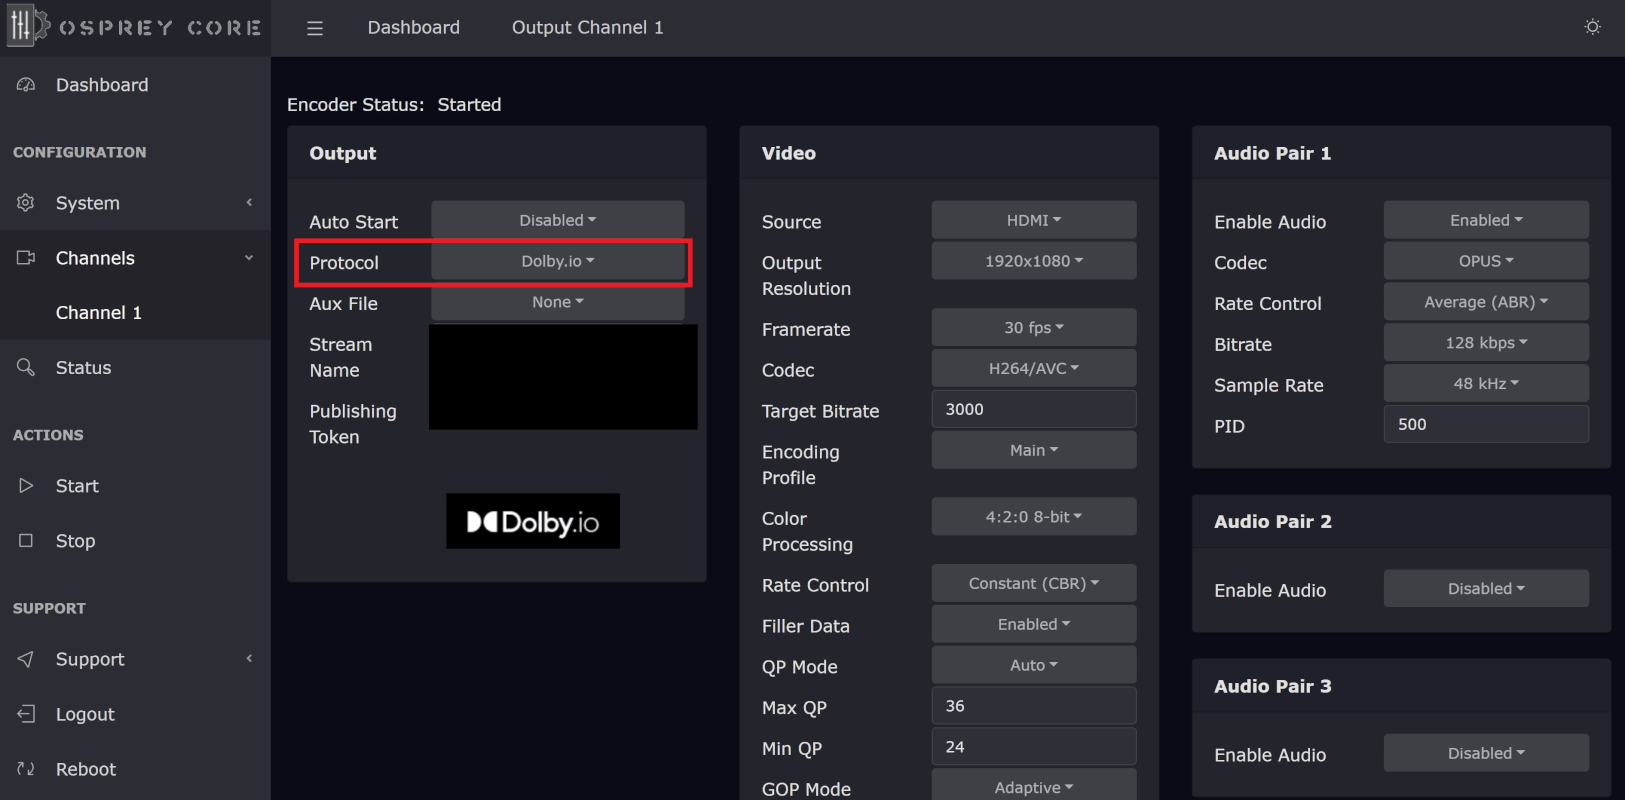 OSPREY CORE
Dashboard
Output Channel 1
Dashboard
CONFIGURATION
System
Channels
Channel 1
Status
ACTIONS
Start
Stop
SUPPORT
Support
Logout
Reboot
Encoder Status: Started
Output
Auto Start
Disabled
Protocol
Dolby.io
Aux File
None
Stream
Name
Publishing
Token
Dolby.io
Video
Source
HDMI
Output
Resolution
1920x1080
Framerate
30 fps
Codec
H264/AVC
Target Bitrate
3000
Encoding
Profile
Main
Color
Processing
4:2:0 8-bit
Rate Control
Constant (CBR)
Filler Data
Enabled
QP Mode
Auto
Max QP
36
Min QP
24
GOP Mode
Adaptive
Audio Pair 1
Enable Audio
Enabled
Codec
OPUS
Rate Control
Average (ABR)
Bitrate
128 kbps
Sample Rate
48 kHz
PID
500
Audio Pair 2
Enable Audio
Disabled
Audio Pair 3
Enable Audio
Disabled